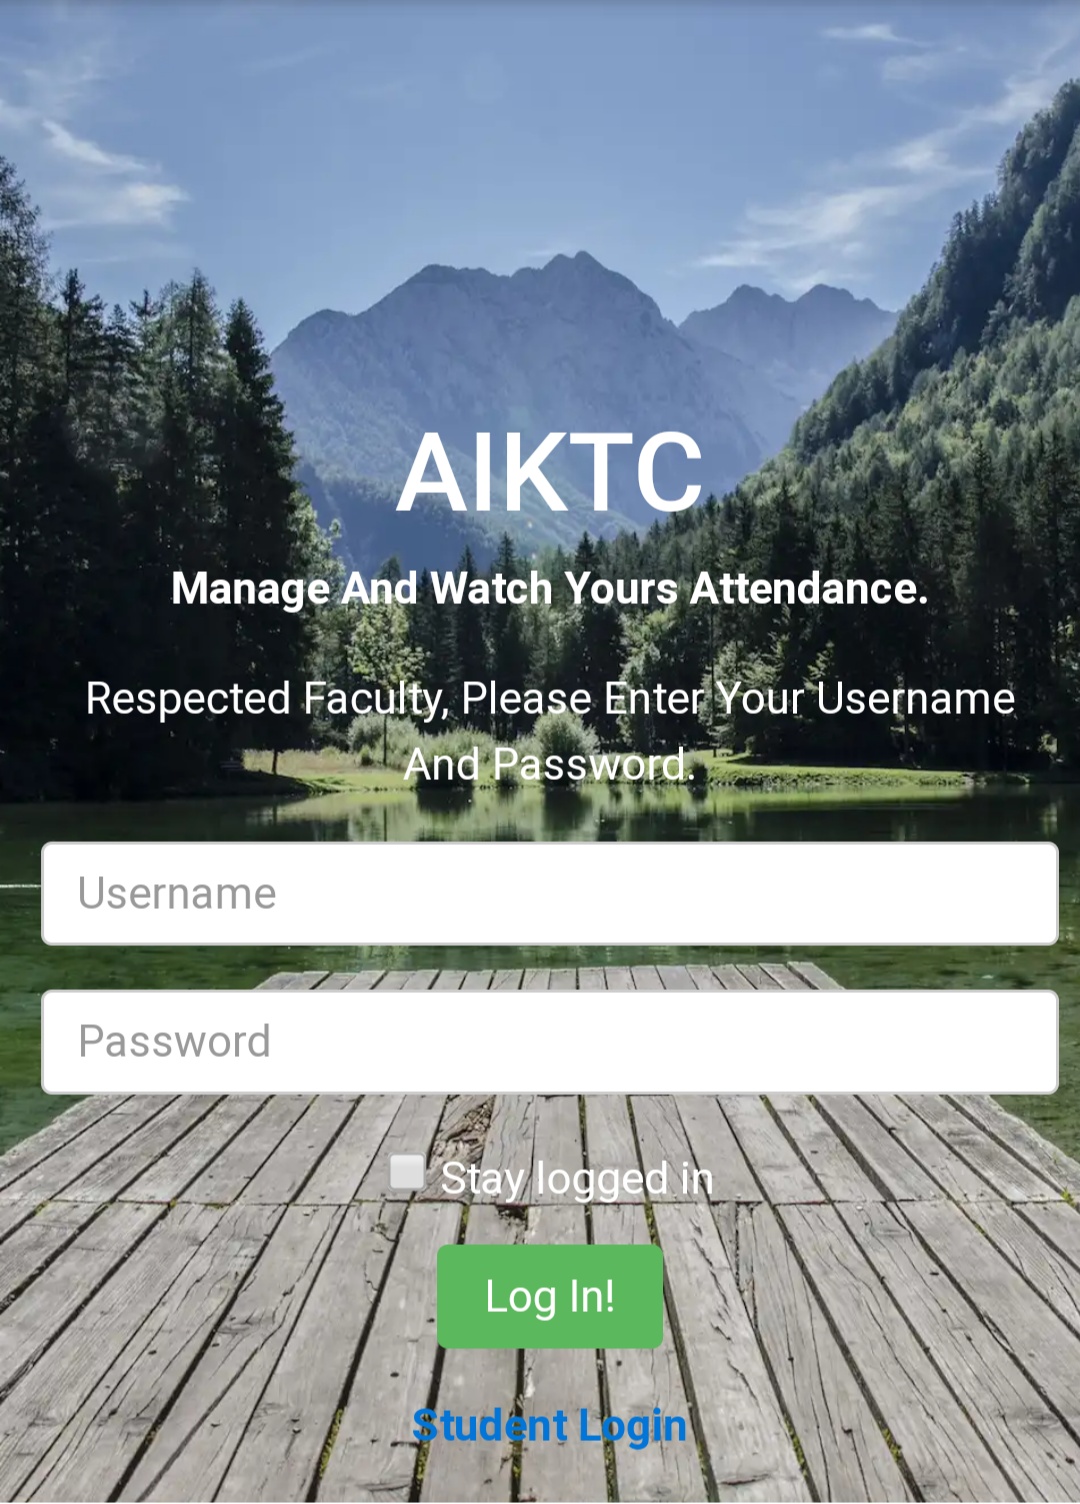 AIKTC
Manage And Watch Yours Attendance.
Respected Faculty, Please Enter Your Username
And Password.
Username
Password
Stay logged in
Log In!
Student Login